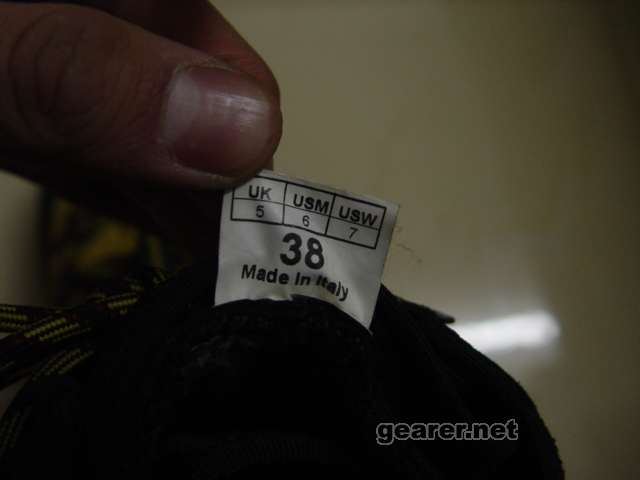 UK USM USW
5 6 7
38
Made in Italy
gearer.net